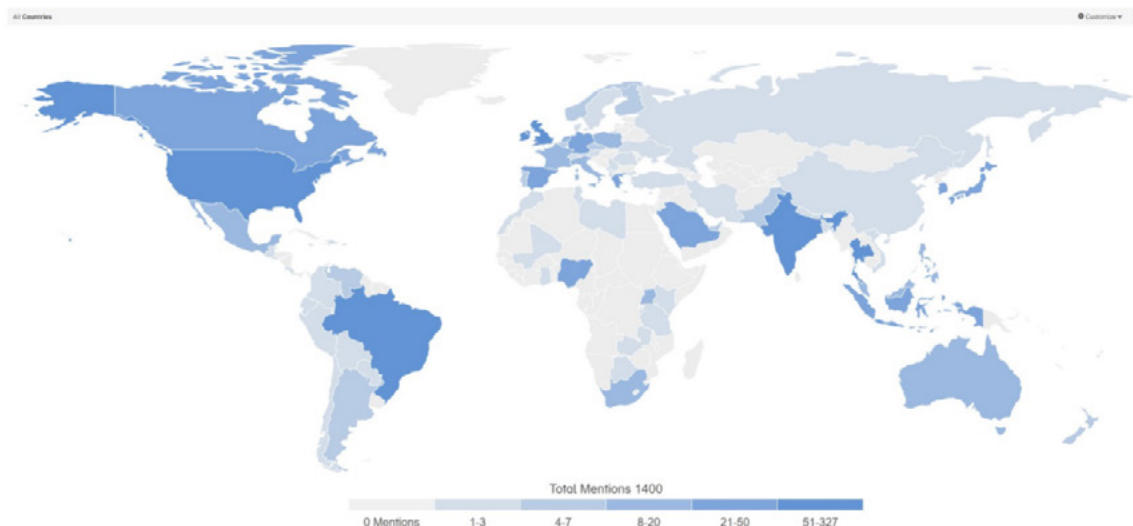 All Countries
Customize
Total Mentions 1400
0 Mentions 1-3 4-7 8-20 21-50 51-327